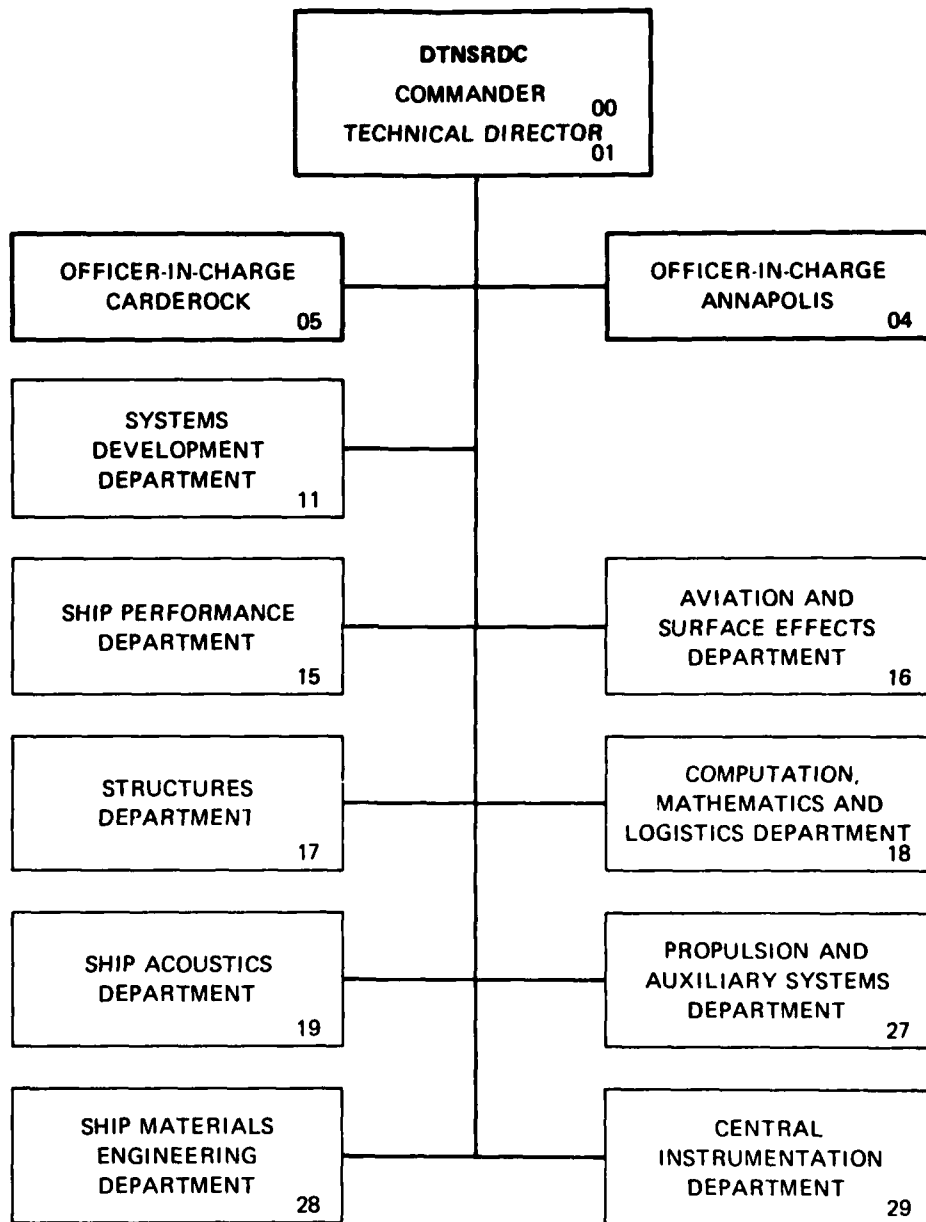 DTNSRDC
COMMANDER
00
TECHNICAL DIRECTOR
01
OFFICER-IN-CHARGE
CARDEROCK
05
OFFICER-IN-CHARGE
ANNAPOLIS
04
SYSTEMS
DEVELOPMENT
DEPARTMENT
11
SHIP PERFORMANCE
DEPARTMENT
15
AVIATION AND
SURFACE EFFECTS
DEPARTMENT
16
STRUCTURES
DEPARTMENT
17
COMPUTATION,
MATHEMATICS AND
LOGISTICS DEPARTMENT
18
SHIP ACOUSTICS
DEPARTMENT
19
PROPULSION AND
AUXILIARY SYSTEMS
DEPARTMENT
27
SHIP MATERIALS
ENGINEERING
DEPARTMENT
28
CENTRAL
INSTRUMENTATION
DEPARTMENT
29